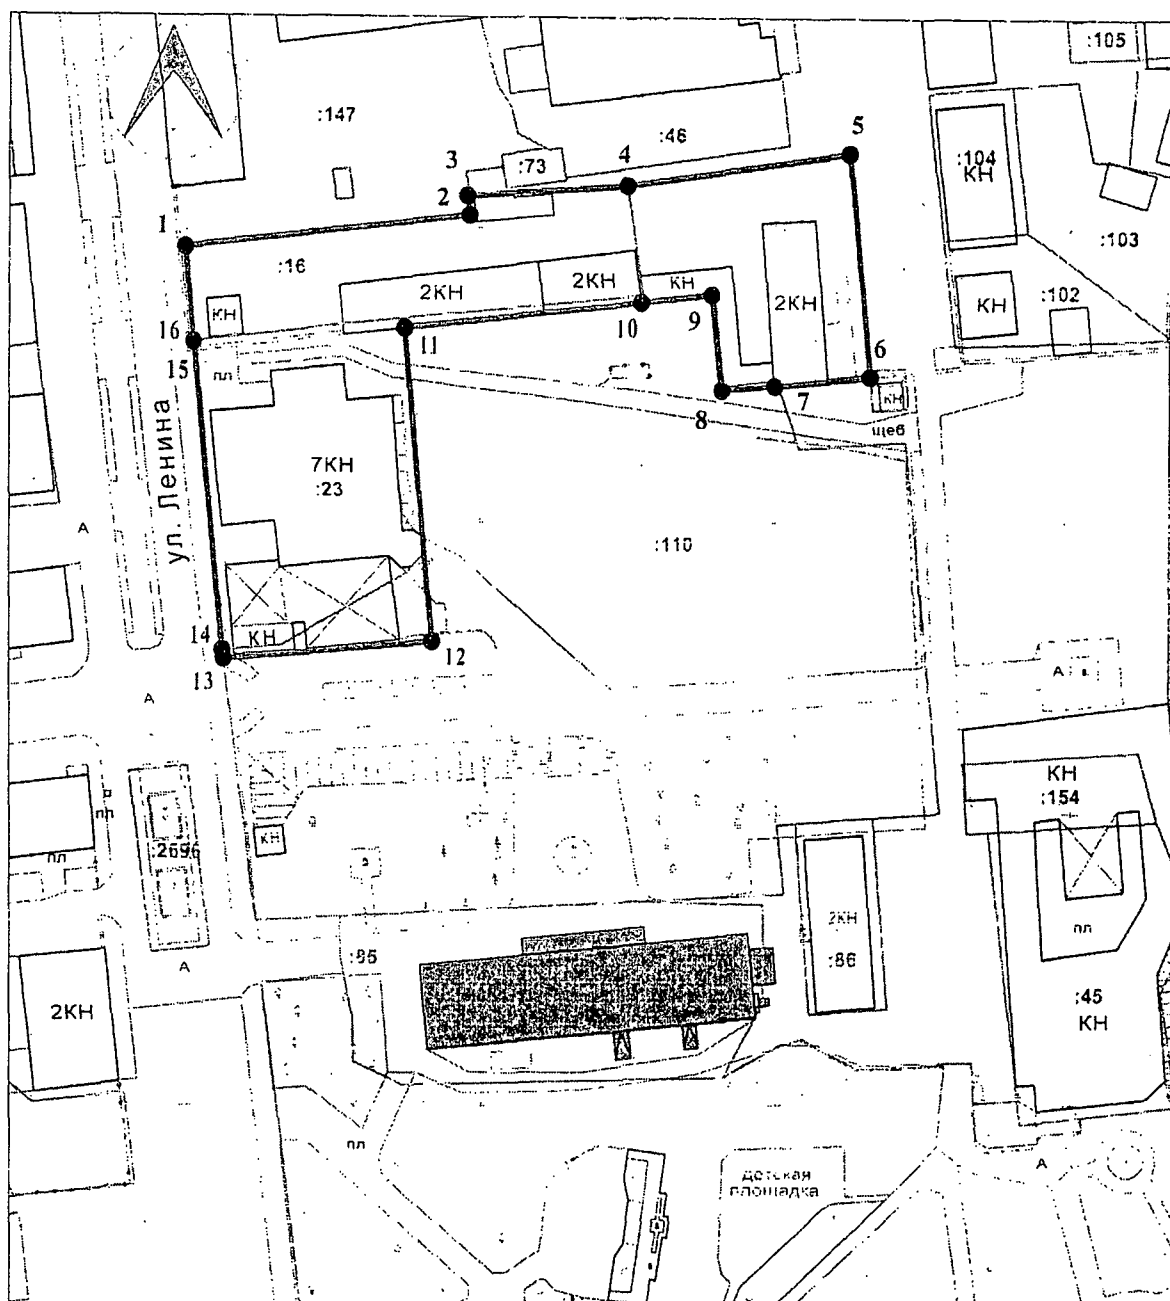 :105
:147
:46
5
3
:73
4
:104
КН
2
1
:103
:16
2КН
2КН
КН
2КН
КН
:102
КН
16
10
9
11
15
пл
6
8
7
КН
щеб
ул. Ленина
7КН
:23
А
:110
14
КН
12
13
А
А
КН
:154
пл
:2696
КН
пл
2КН
:86
пл
:85
А
:45
КН
2КН
пл
детская
площадка
А